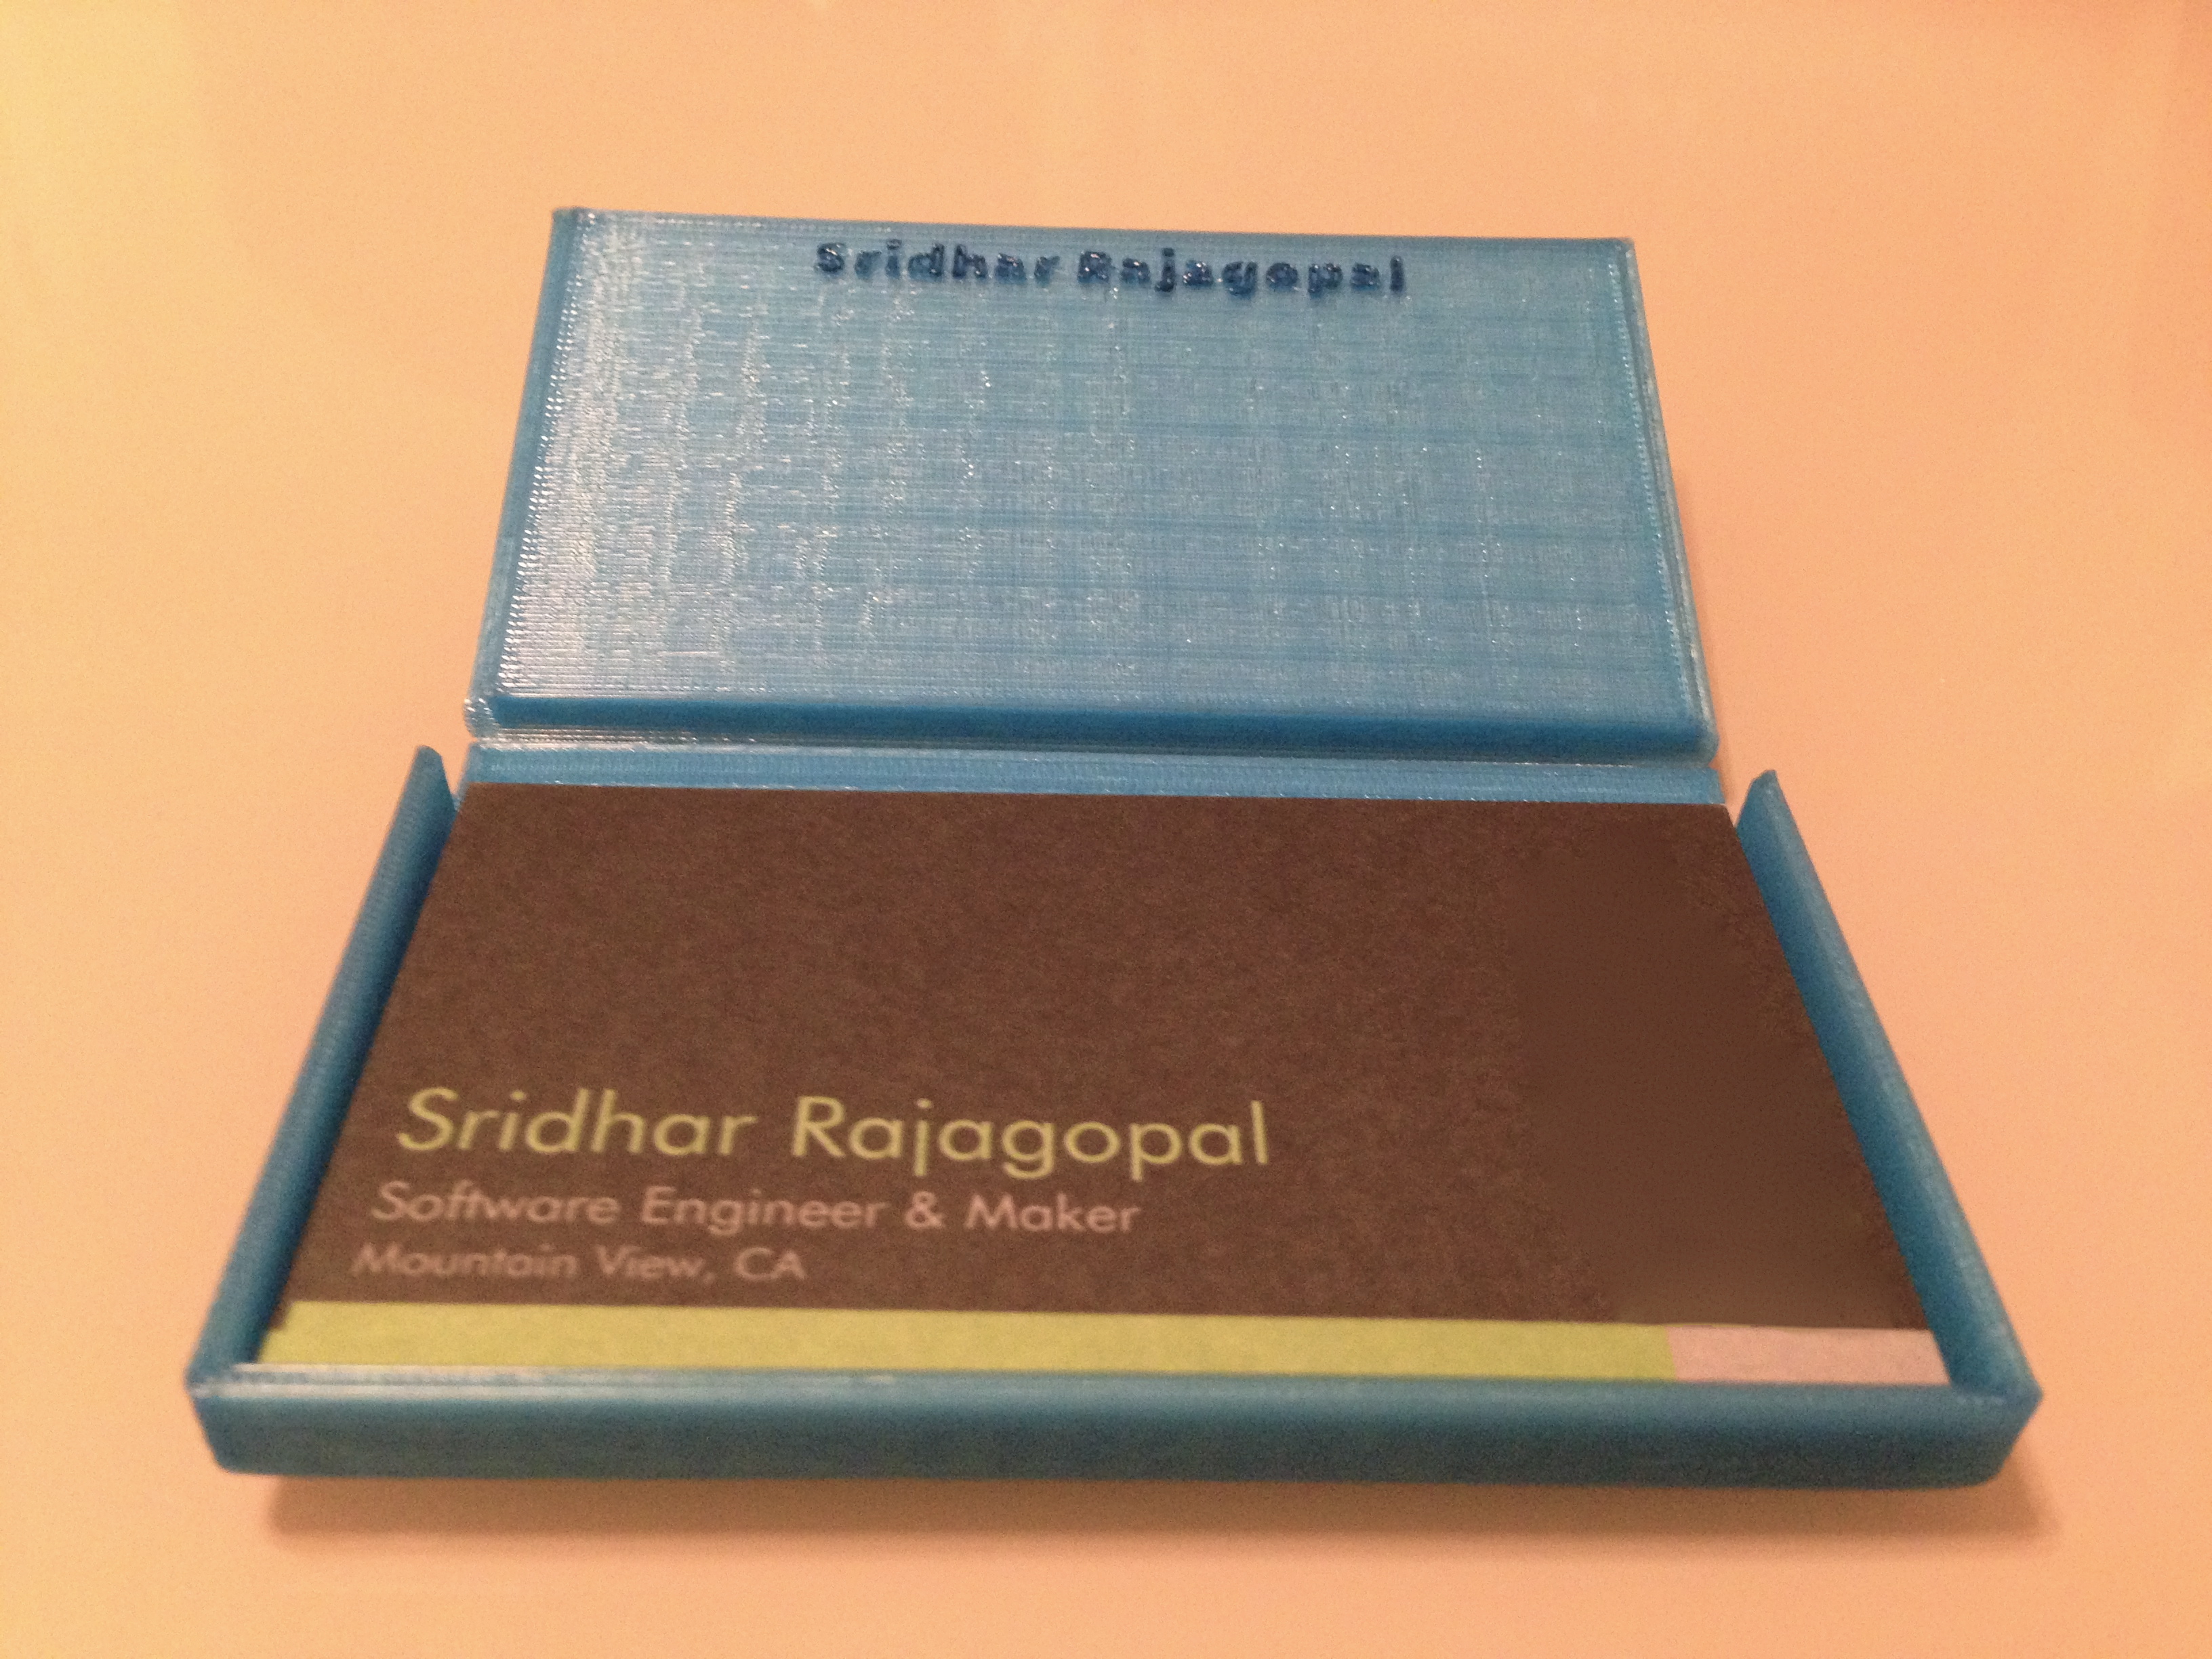 Sridhar Rajagopal
Sridhar Rajagopal
Software Engineer & Maker
Mountain View, CA